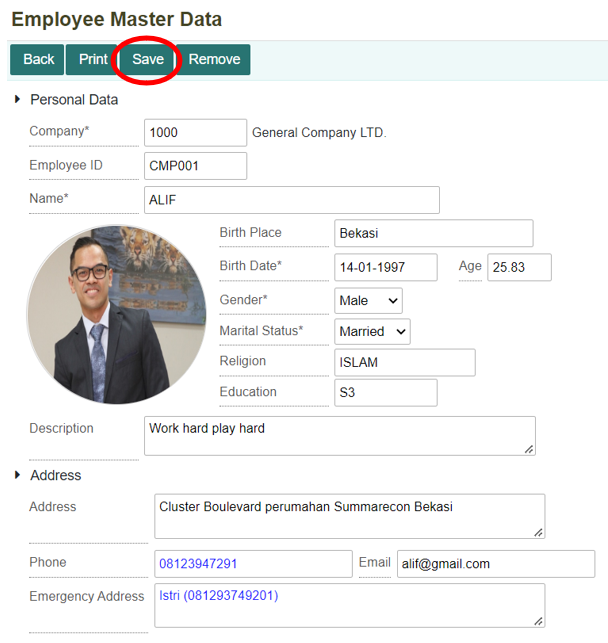 Employee Master Data
Back Print Save Remove
Personal Data
Company* 1000 General Company LTD.
Employee ID CMP001
Name* ALIF
Birth Place Bekasi
Birth Date* 14-01-1997 Age 25.83
Gender* Male
Marital Status* Married
Religion ISLAM
Education S3
Description Work hard play hard
Address
Address Cluster Boulevard perumahan Summarecon Bekasi
Phone 08123947291 Email alif@gmail.com
Emergency Address Istri (081293749201)